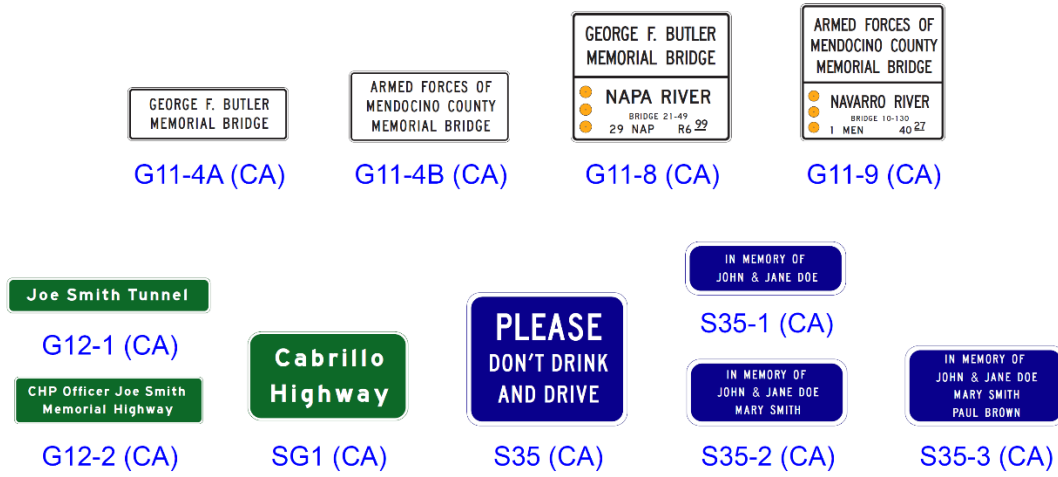 GEORGE F. BUTLER
MEMORIAL BRIDGE
G11-4A (CA)
ARMED FORCES OF
MENDOCINO COUNTY
MEMORIAL BRIDGE
G11-4B (CA)
GEORGE F. BUTLER
MEMORIAL BRIDGE
NAPA RIVER
BRIDGE 21-49
29 NAP R6 99
G11-8 (CA)
ARMED FORCES OF
MENDOCINO COUNTY
MEMORIAL BRIDGE
NAVARRO RIVER
BRIDGE 10-130
1 MEN 40 27
G11-9 (CA)
Joe Smith Tunnel
G12-1 (CA)
CHP Officer Joe Smith
Memorial Highway
G12-2 (CA)
Cabrillo
Highway
SG1 (CA)
PLEASE
DON'T DRINK
AND DRIVE
S35 (CA)
IN MEMORY OF
JOHN & JANE DOE
S35-1 (CA)
IN MEMORY OF
JOHN & JANE DOE
MARY SMITH
S35-2 (CA)
IN MEMORY OF
JOHN & JANE DOE
MARY SMITH
PAUL BROWN
S35-3 (CA)